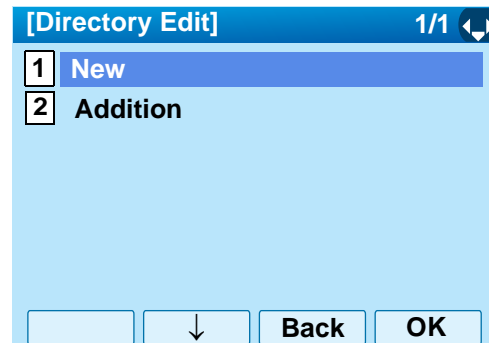 [Directory Edit] 1/1
1 New
2 Addition
↓ Back OK